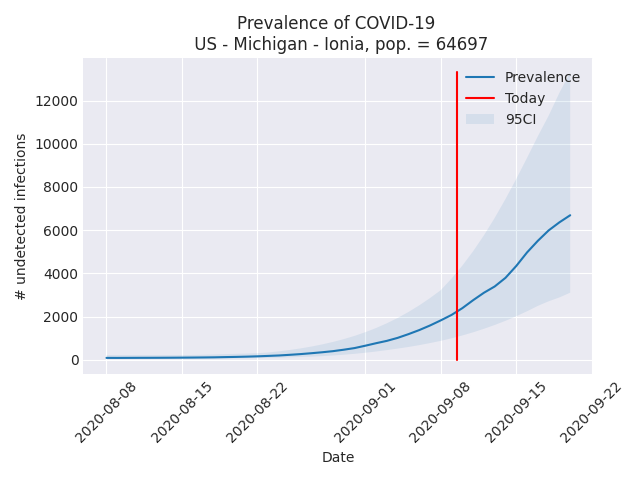 Prevalence of COVID-19
US - Michigan - Ionia, pop. = 64697
Prevalence
Today
95CI
12000
10000
8000
6000
4000
2000
0
# undetected infections
2020-08-08
2020-08-15
2020-08-22
2020-09-01
2020-09-08
2020-09-15
2020-09-22
Date